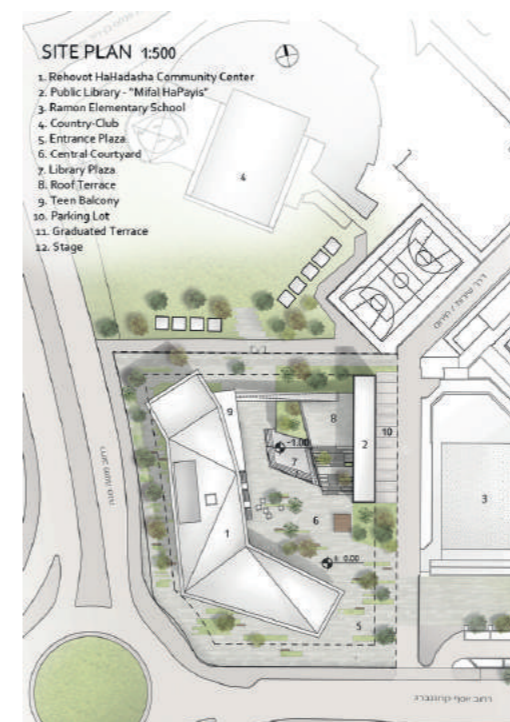 SITE PLAN 1:500
1. Rehovot HaHadasha Community Center
2. Public Library - "Mifal HaPayis"
3. Ramon Elementary School
4. Country-Club
5. Entrance Plaza
6. Central Courtyard
7. Library Plaza
8. Roof Terrace
9. Teen Balcony
10. Parking Lot
11. Graduated Terrace
12. Stage
4
9
8
10
-1.00
7
2
3
1
6
± 0.00
5